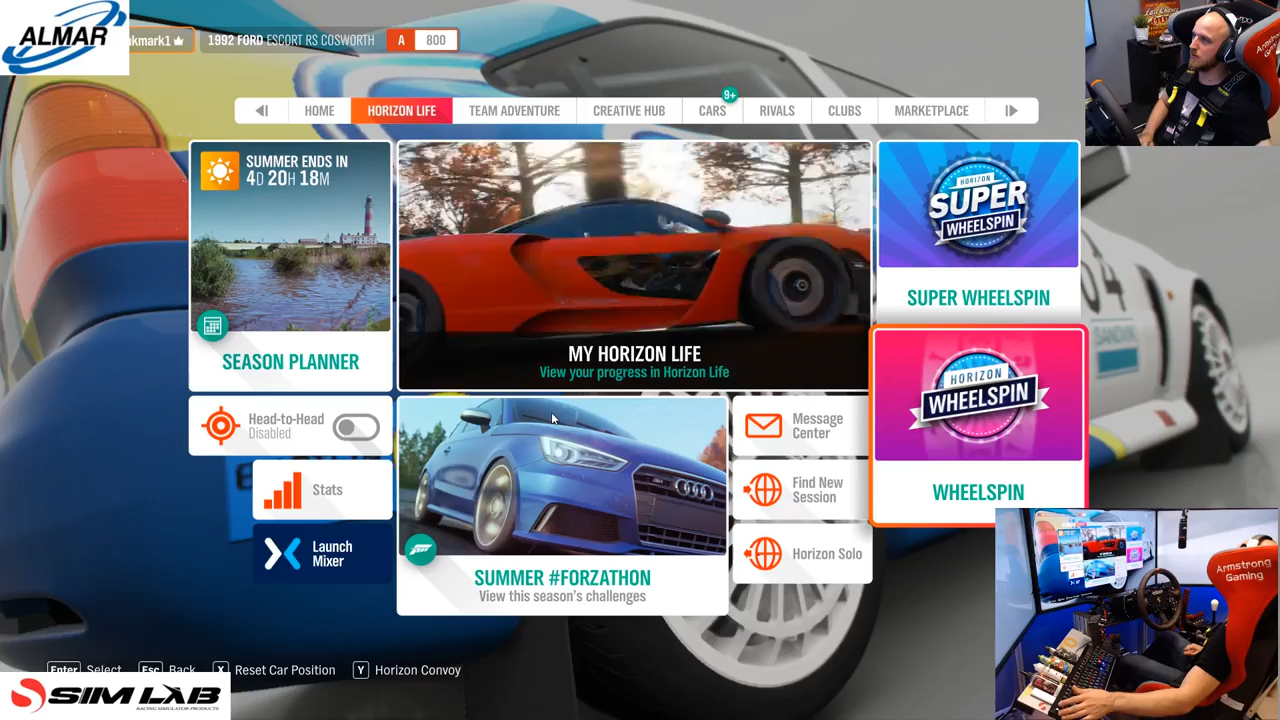 ALMAR
nkmark1
1992 FORD ESCORT RS COSWORTH
A 800
HOME
HORIZON LIFE
TEAM ADVENTURE
CREATIVE HUB
CARS
9+
RIVALS
CLUBS
MARKETPLACE
SUMMER ENDS IN
4D 20H 18M
SEASON PLANNER
MY HORIZON LIFE
View your progress in Horizon Life
HORIZON
SUPER
WHEELSPIN
SUPER WHEELSPIN
Head-to-Head
Disabled
Stats
Launch
Mixer
SUMMER #FORZATHON
View this season's challenges
Message
Center
Find New
Session
Horizon Solo
HORIZON
WHEELSPIN
WHEELSPIN
Armstrong
Gaming
Enter Select
Esc Back
X Reset Car Position
Y Horizon Convoy
SIM LAB
RACING SIMULATOR PRODUCTS